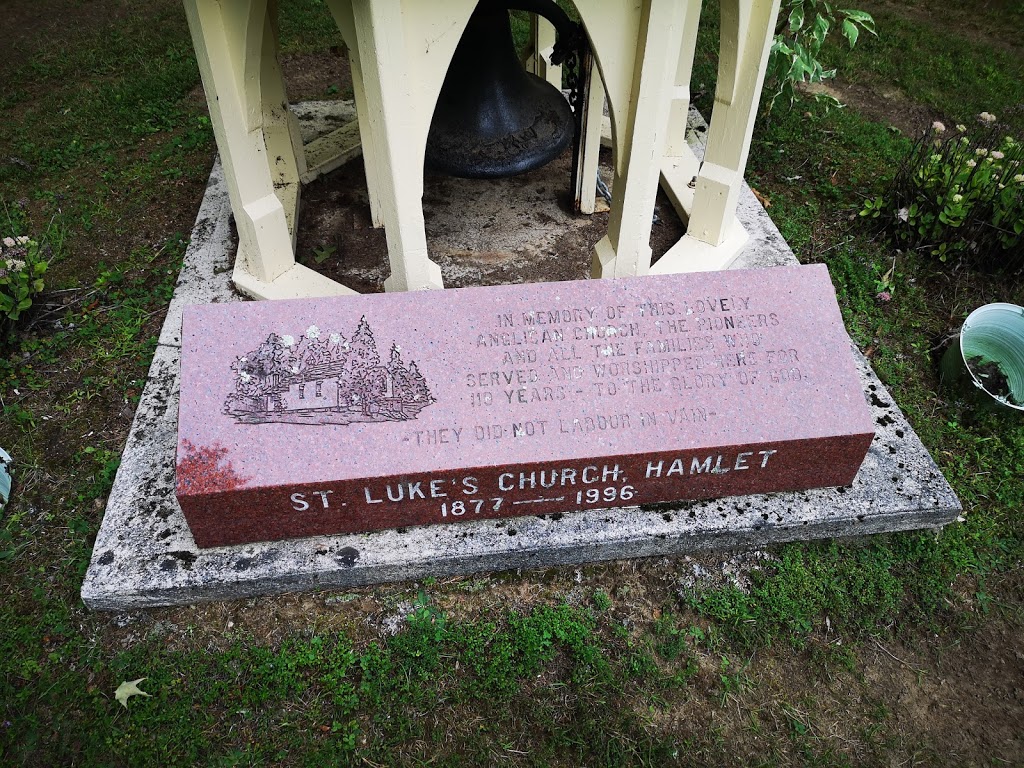 IN MEMORY OF THIS LOVELY
ANGLICAN CHURCH, THE PIONEERS
AND ALL THE FAMILIES WHO
SERVED AND WORSHIPPED HERE FOR
110 YEARS - TO THE GLORY OF GOD.
-THEY DID NOT LABOUR IN VAIN-
ST. LUKE'S CHURCH, HAMLET
1877 — 1996